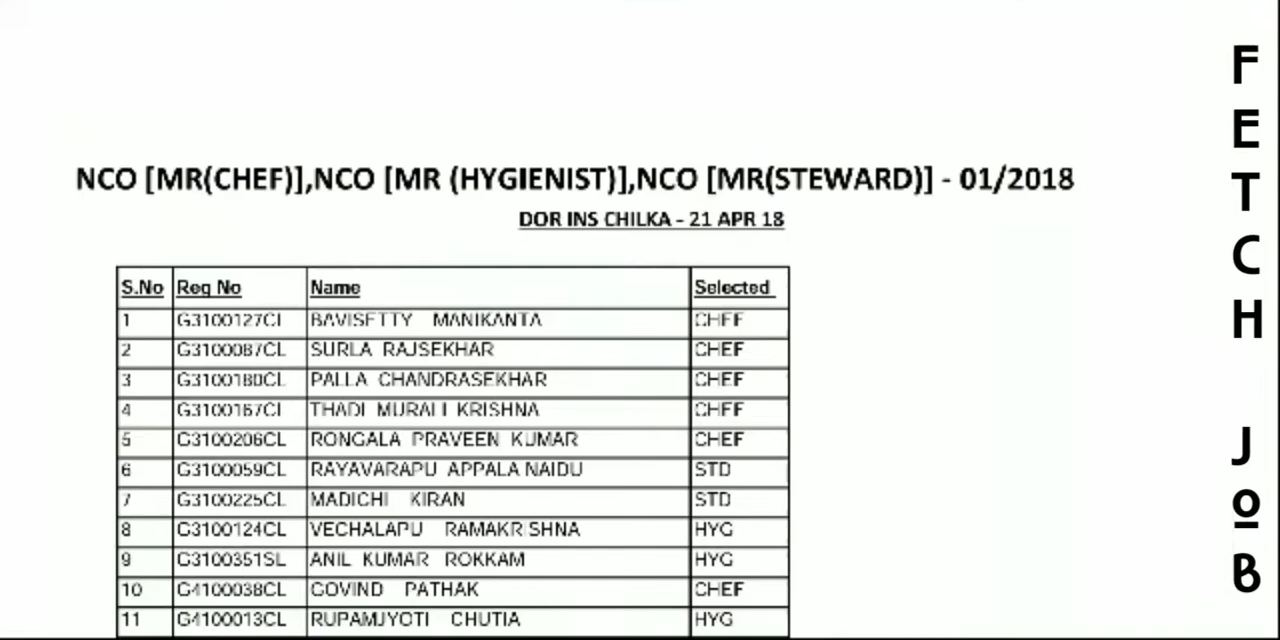 NCO [MR(CHEF)],NCO [MR (HYGIENIST)],NCO [MR(STEWARD)] - 01/2018
DOR INS CHILKA - 21 APR 18
S.No Reg No Name Selected
1 G3100127CL BAVISETTY MANIKANTA CHEF
2 G3100087CL SURLA RAJSEKHAR CHEF
3 G3100180CL PALLA CHANDRASEKHAR CHEF
4 G3100167CL THADI MURALI KRISHNA CHEF
5 G3100206CL RONGALA PRAVEEN KUMAR CHEF
6 G3100059CL RAYAVARAPU APPALA NAIDU STD
7 G3100225CL MADICHI KIRAN STD
8 G3100124CL VECHALAPU RAMAKRISHNA HYG
9 G3100351SL ANIL KUMAR ROKKAM HYG
10 G4100038CL GOVIND PATHAK CHEF
11 G4100013CL RUPAMJYOTI CHUTIA HYG
FETCH JOB